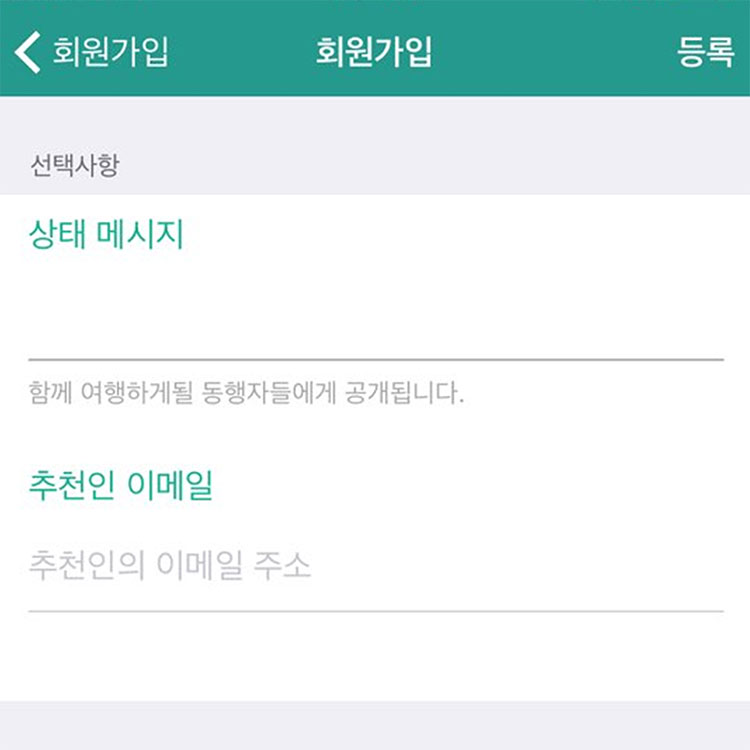 회원가입 회원가입 등록
선택사항
상태 메시지
함께 여행하게될 동행자들에게 공개됩니다.
추천인 이메일
추천인의 이메일 주소